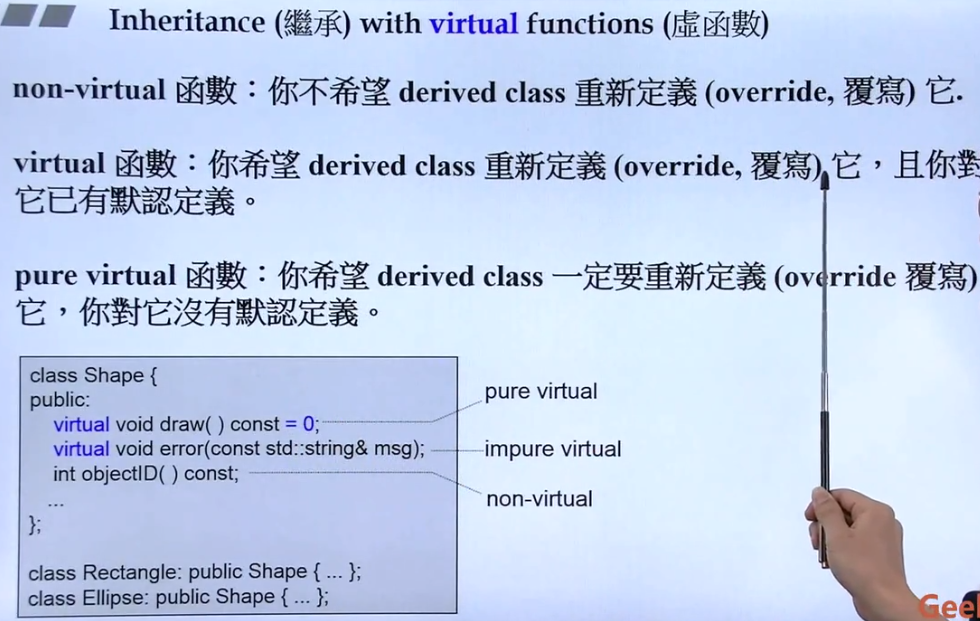 Inheritance (繼承) with virtual functions (虛函數)
non-virtual 函數：你不希望 derived class 重新定義 (override, 覆寫) 它.
virtual 函數：你希望 derived class 重新定義 (override, 覆寫) 它，且你對
它已有默認定義。
pure virtual 函數：你希望 derived class 一定要重新定義 (override 覆寫)
它，你對它沒有默認定義。
class Shape {
public:
virtual void draw( ) const = 0;
virtual void error(const std::string& msg);
int objectID( ) const;
...
};
class Rectangle: public Shape { ... };
class Ellipse: public Shape { ... };
pure virtual
impure virtual
non-virtual